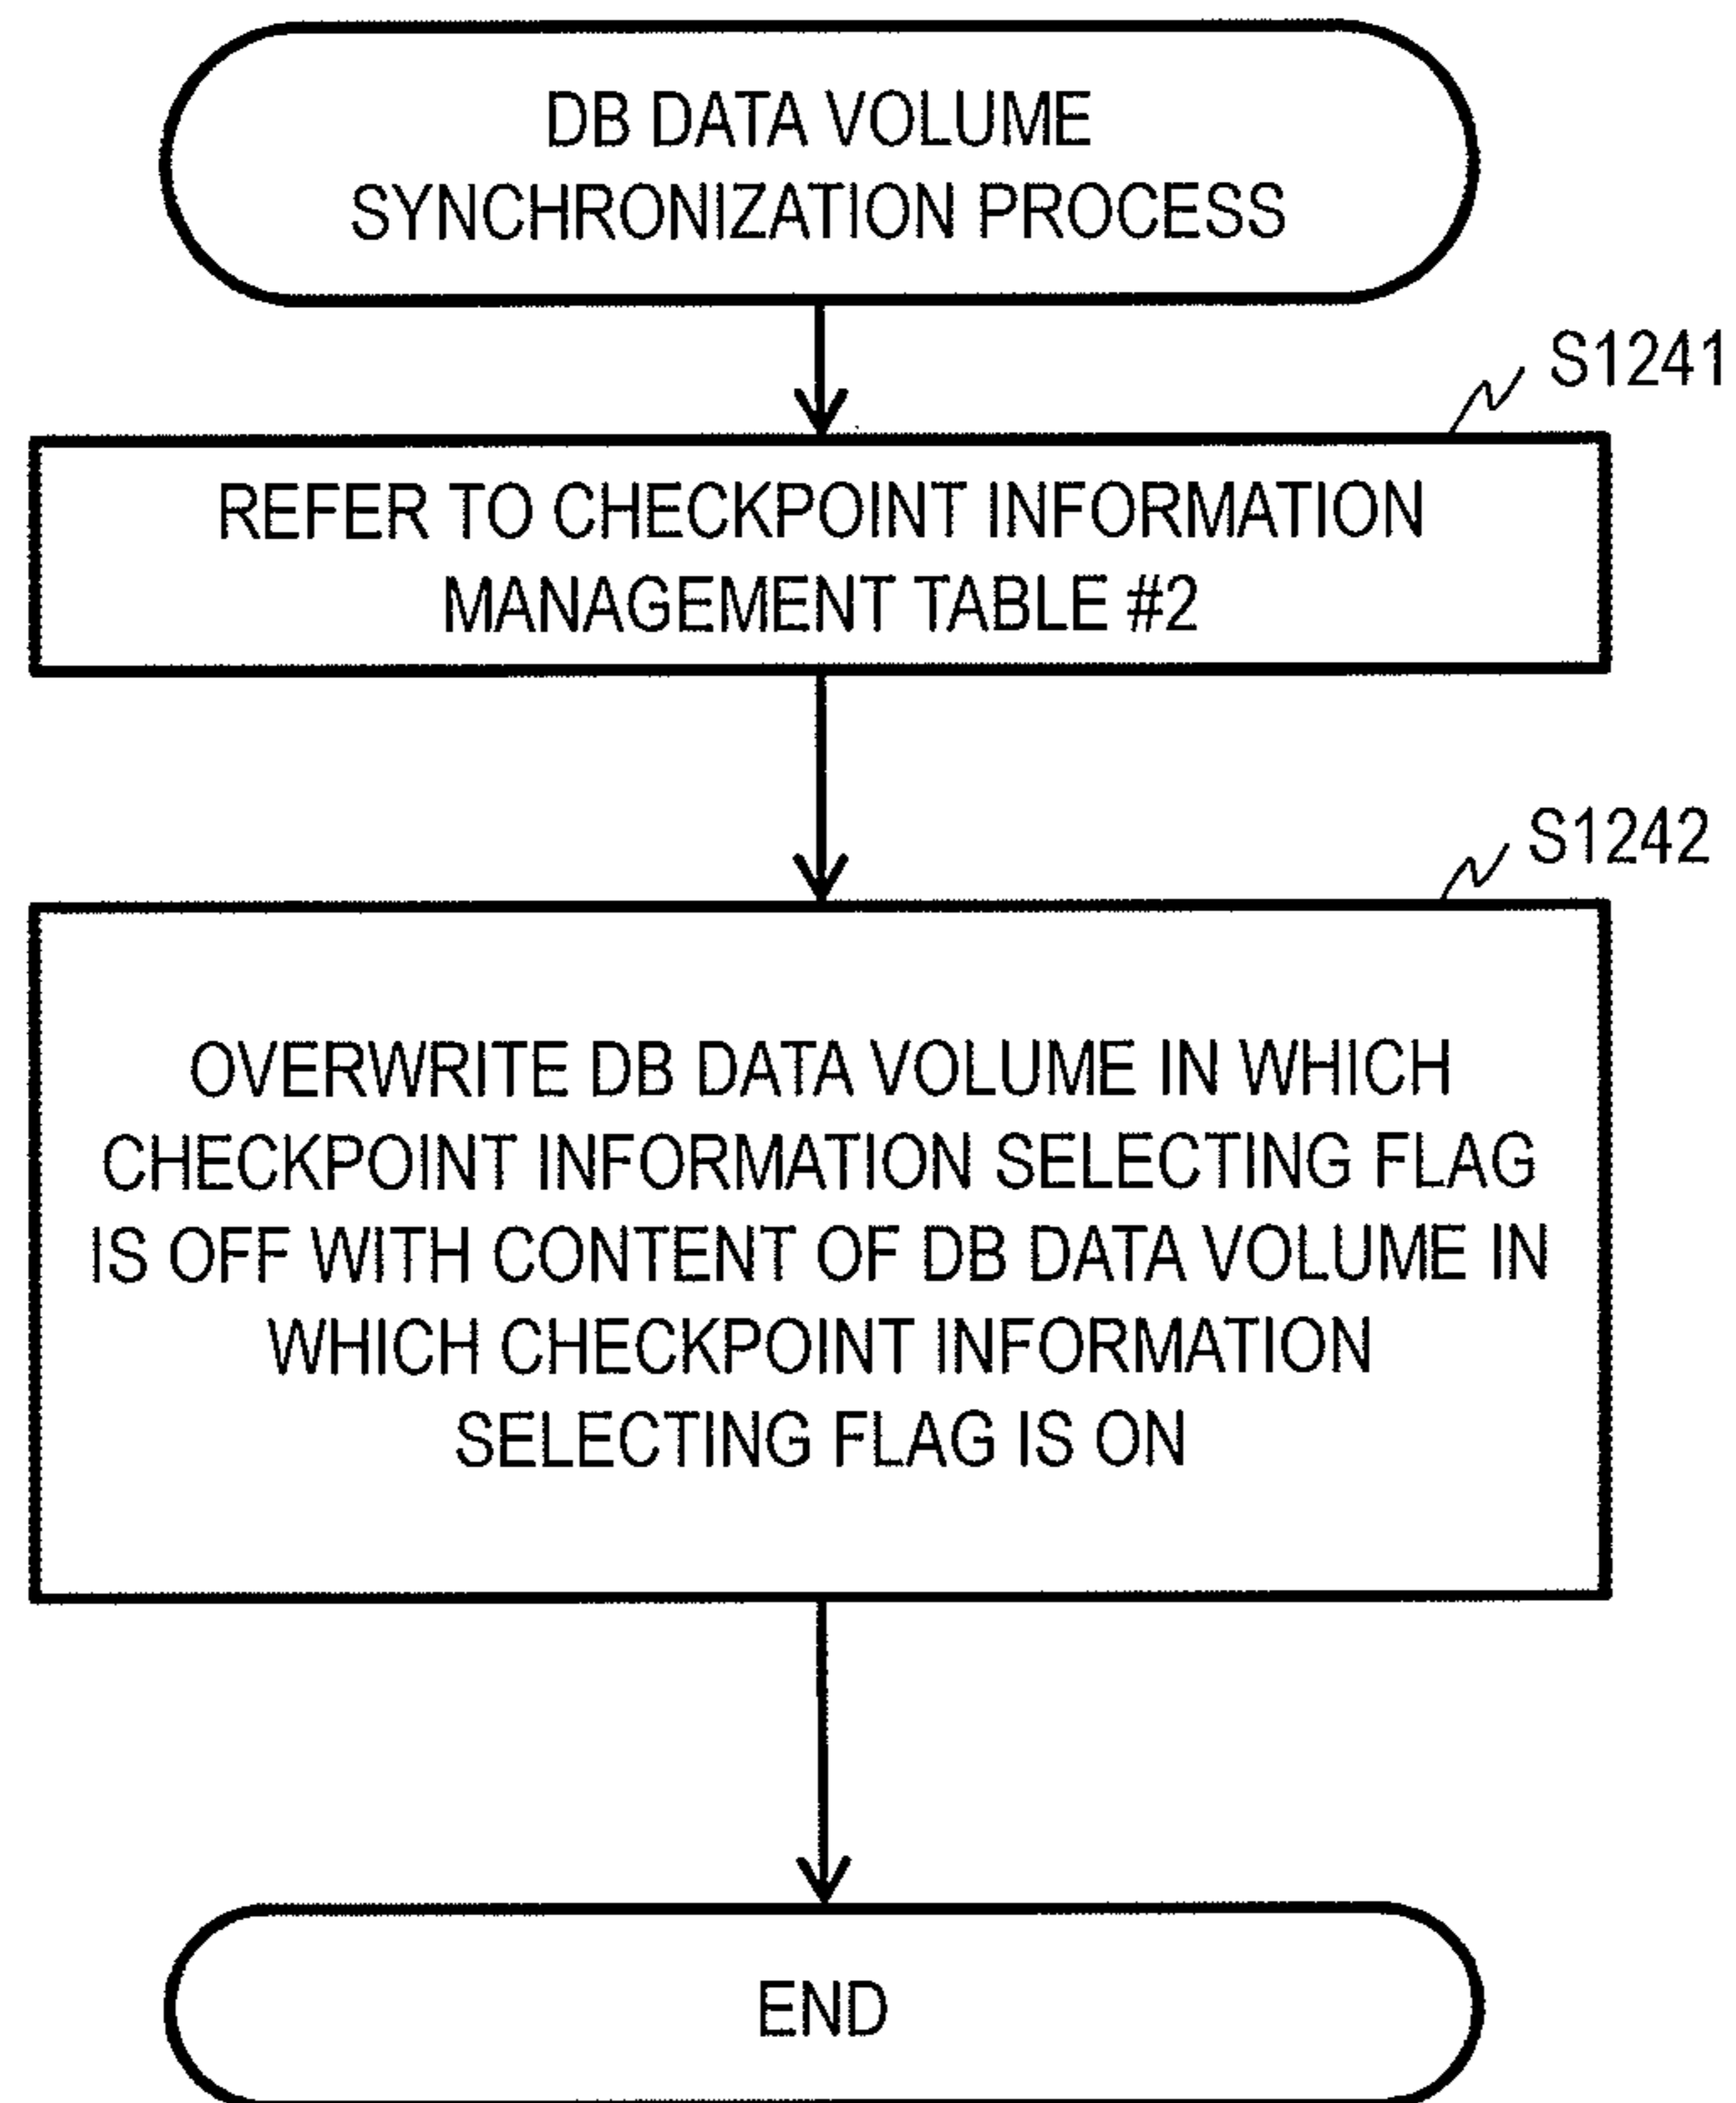 DB DATA VOLUME
SYNCHRONIZATION PROCESS
S1241
REFER TO CHECKPOINT INFORMATION
MANAGEMENT TABLE #2
S1242
OVERWRITE DB DATA VOLUME IN WHICH
CHECKPOINT INFORMATION SELECTING FLAG
IS OFF WITH CONTENT OF DB DATA VOLUME IN
WHICH CHECKPOINT INFORMATION
SELECTING FLAG IS ON
END